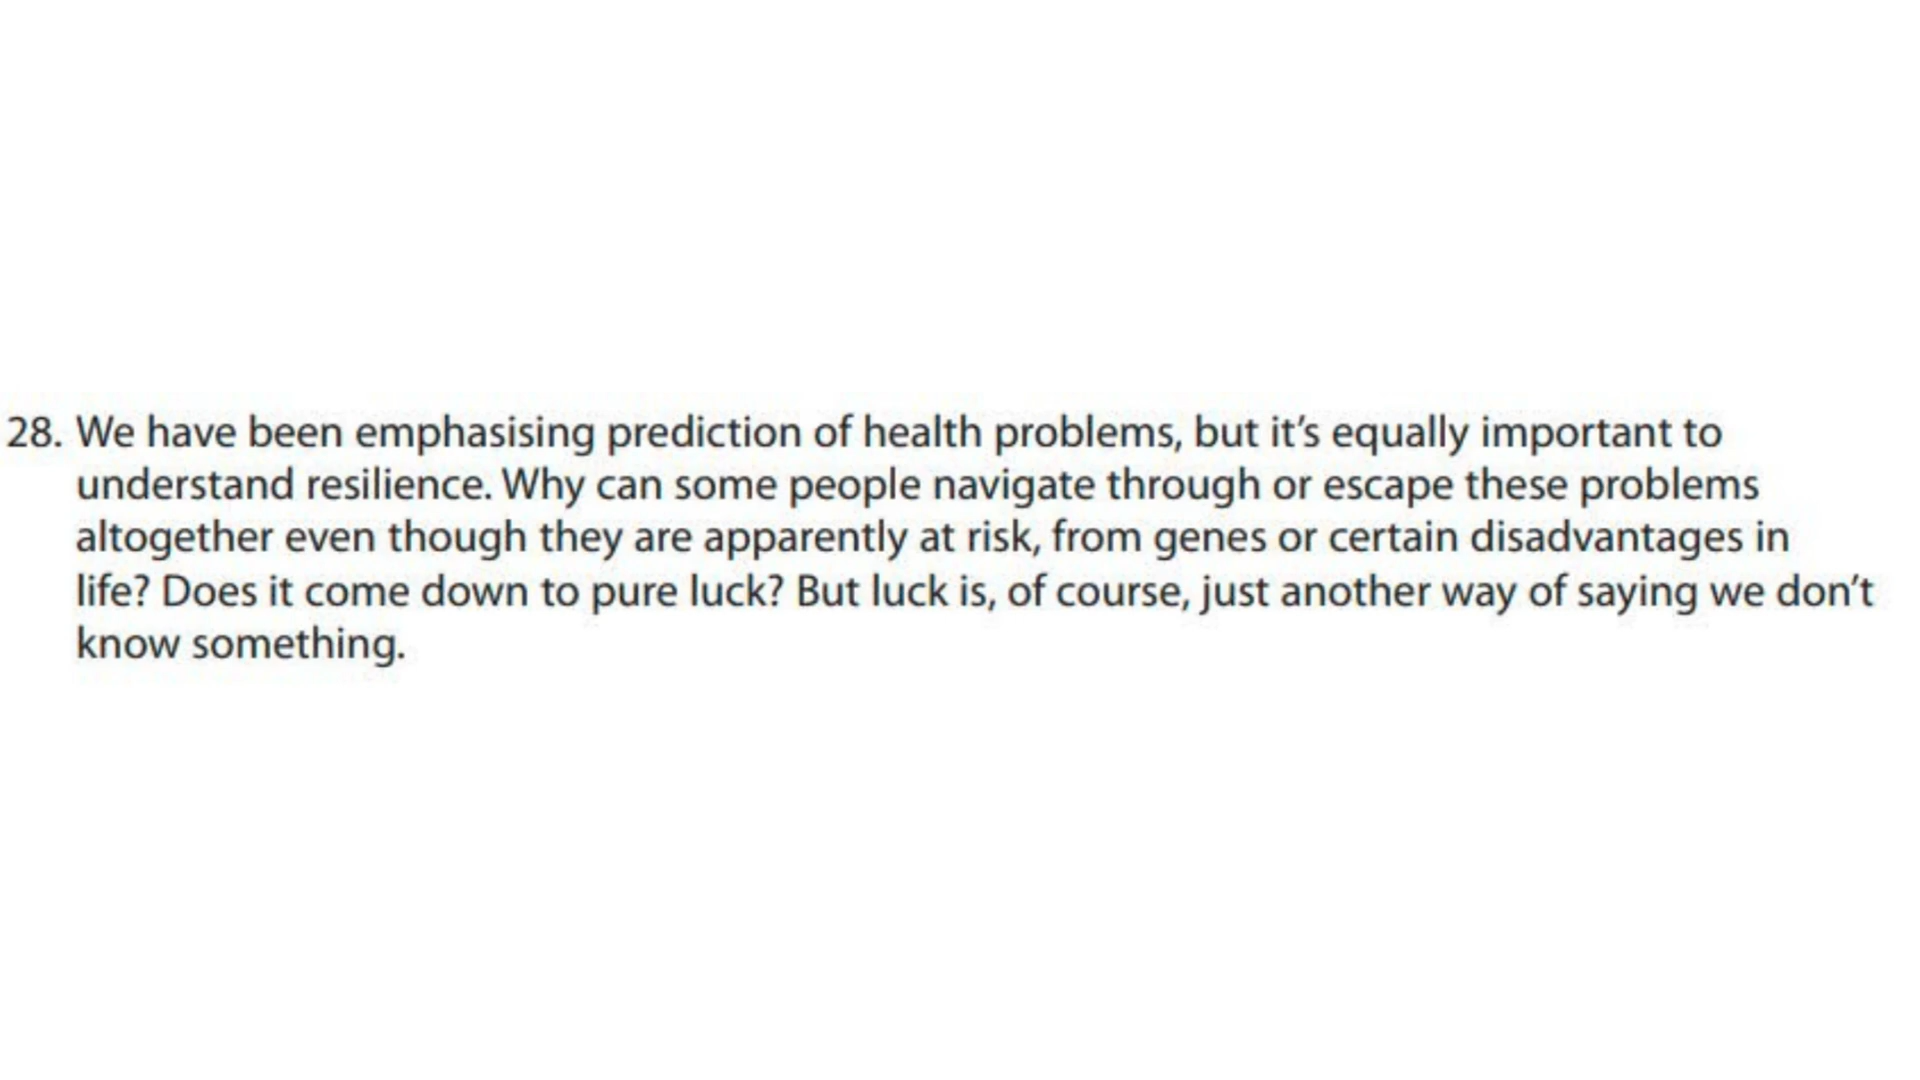 28. We have been emphasising prediction of health problems, but it’s equally important to
understand resilience. Why can some people navigate through or escape these problems
altogether even though they are apparently at risk, from genes or certain disadvantages in
life? Does it come down to pure luck? But luck is, of course, just another way of saying we don’t
know something.